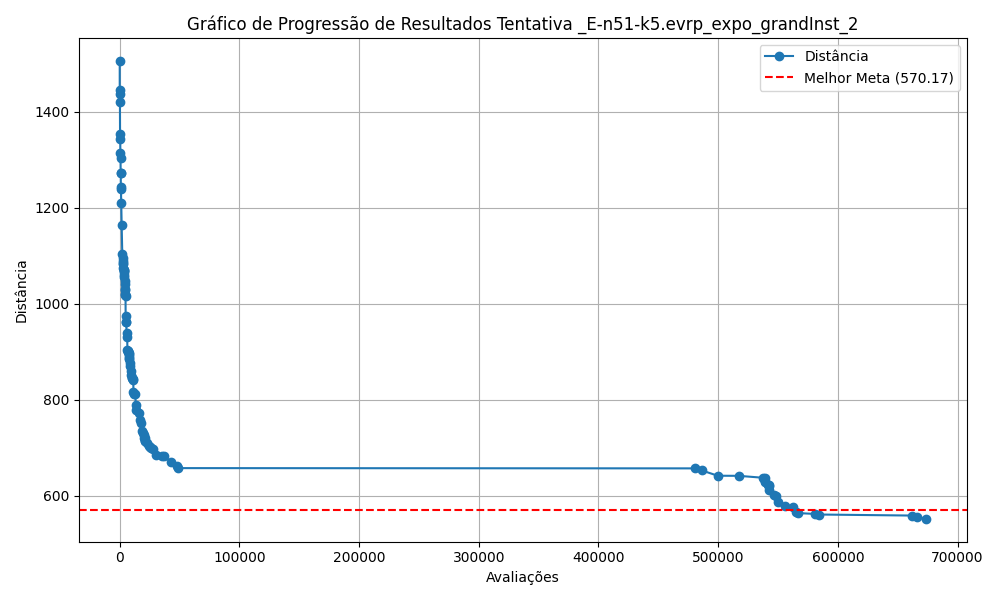 Gráfico de Progressão de Resultados Tentativa _E-n51-k5.evrp_expo_grandInst_2
Distância
Melhor Meta (570.17)
1400
1200
1000
800
600
Distância
0
100000
200000
300000
400000
500000
600000
700000
Avaliações